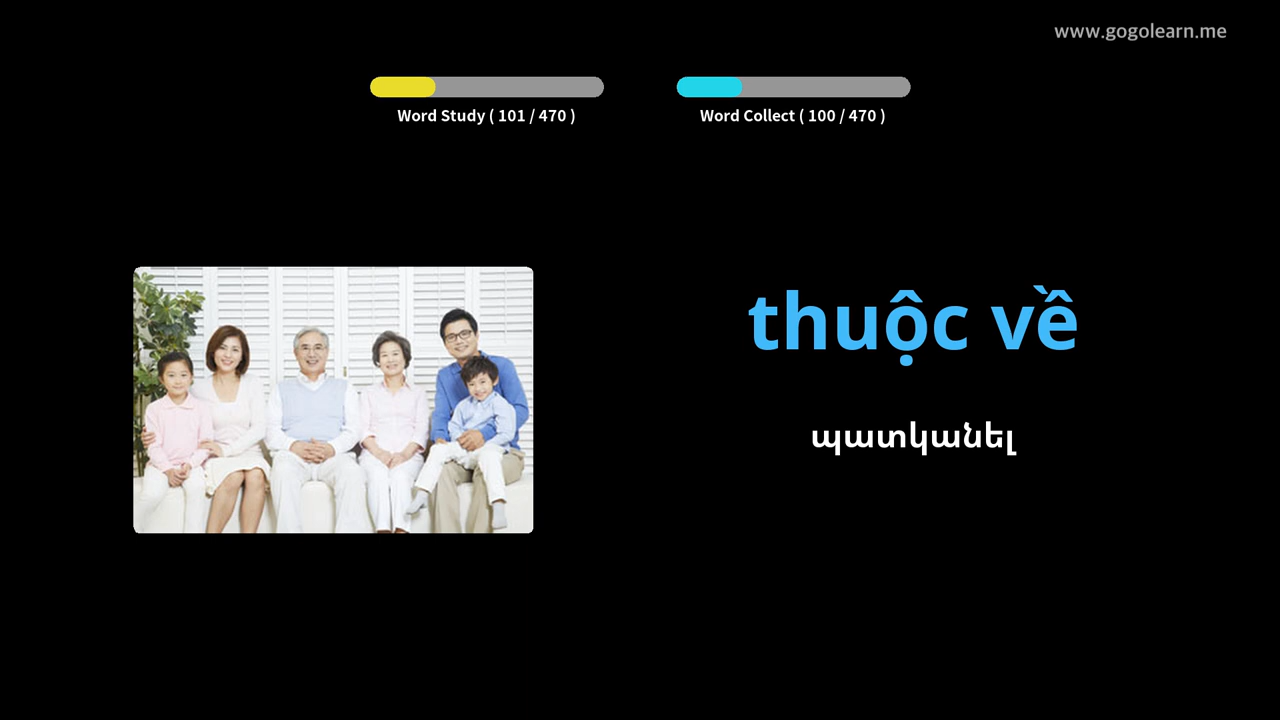 www.gogolearn.me
Word Study ( 101 / 470 )
Word Collect ( 100 / 470 )
thuộc về
պատկանել